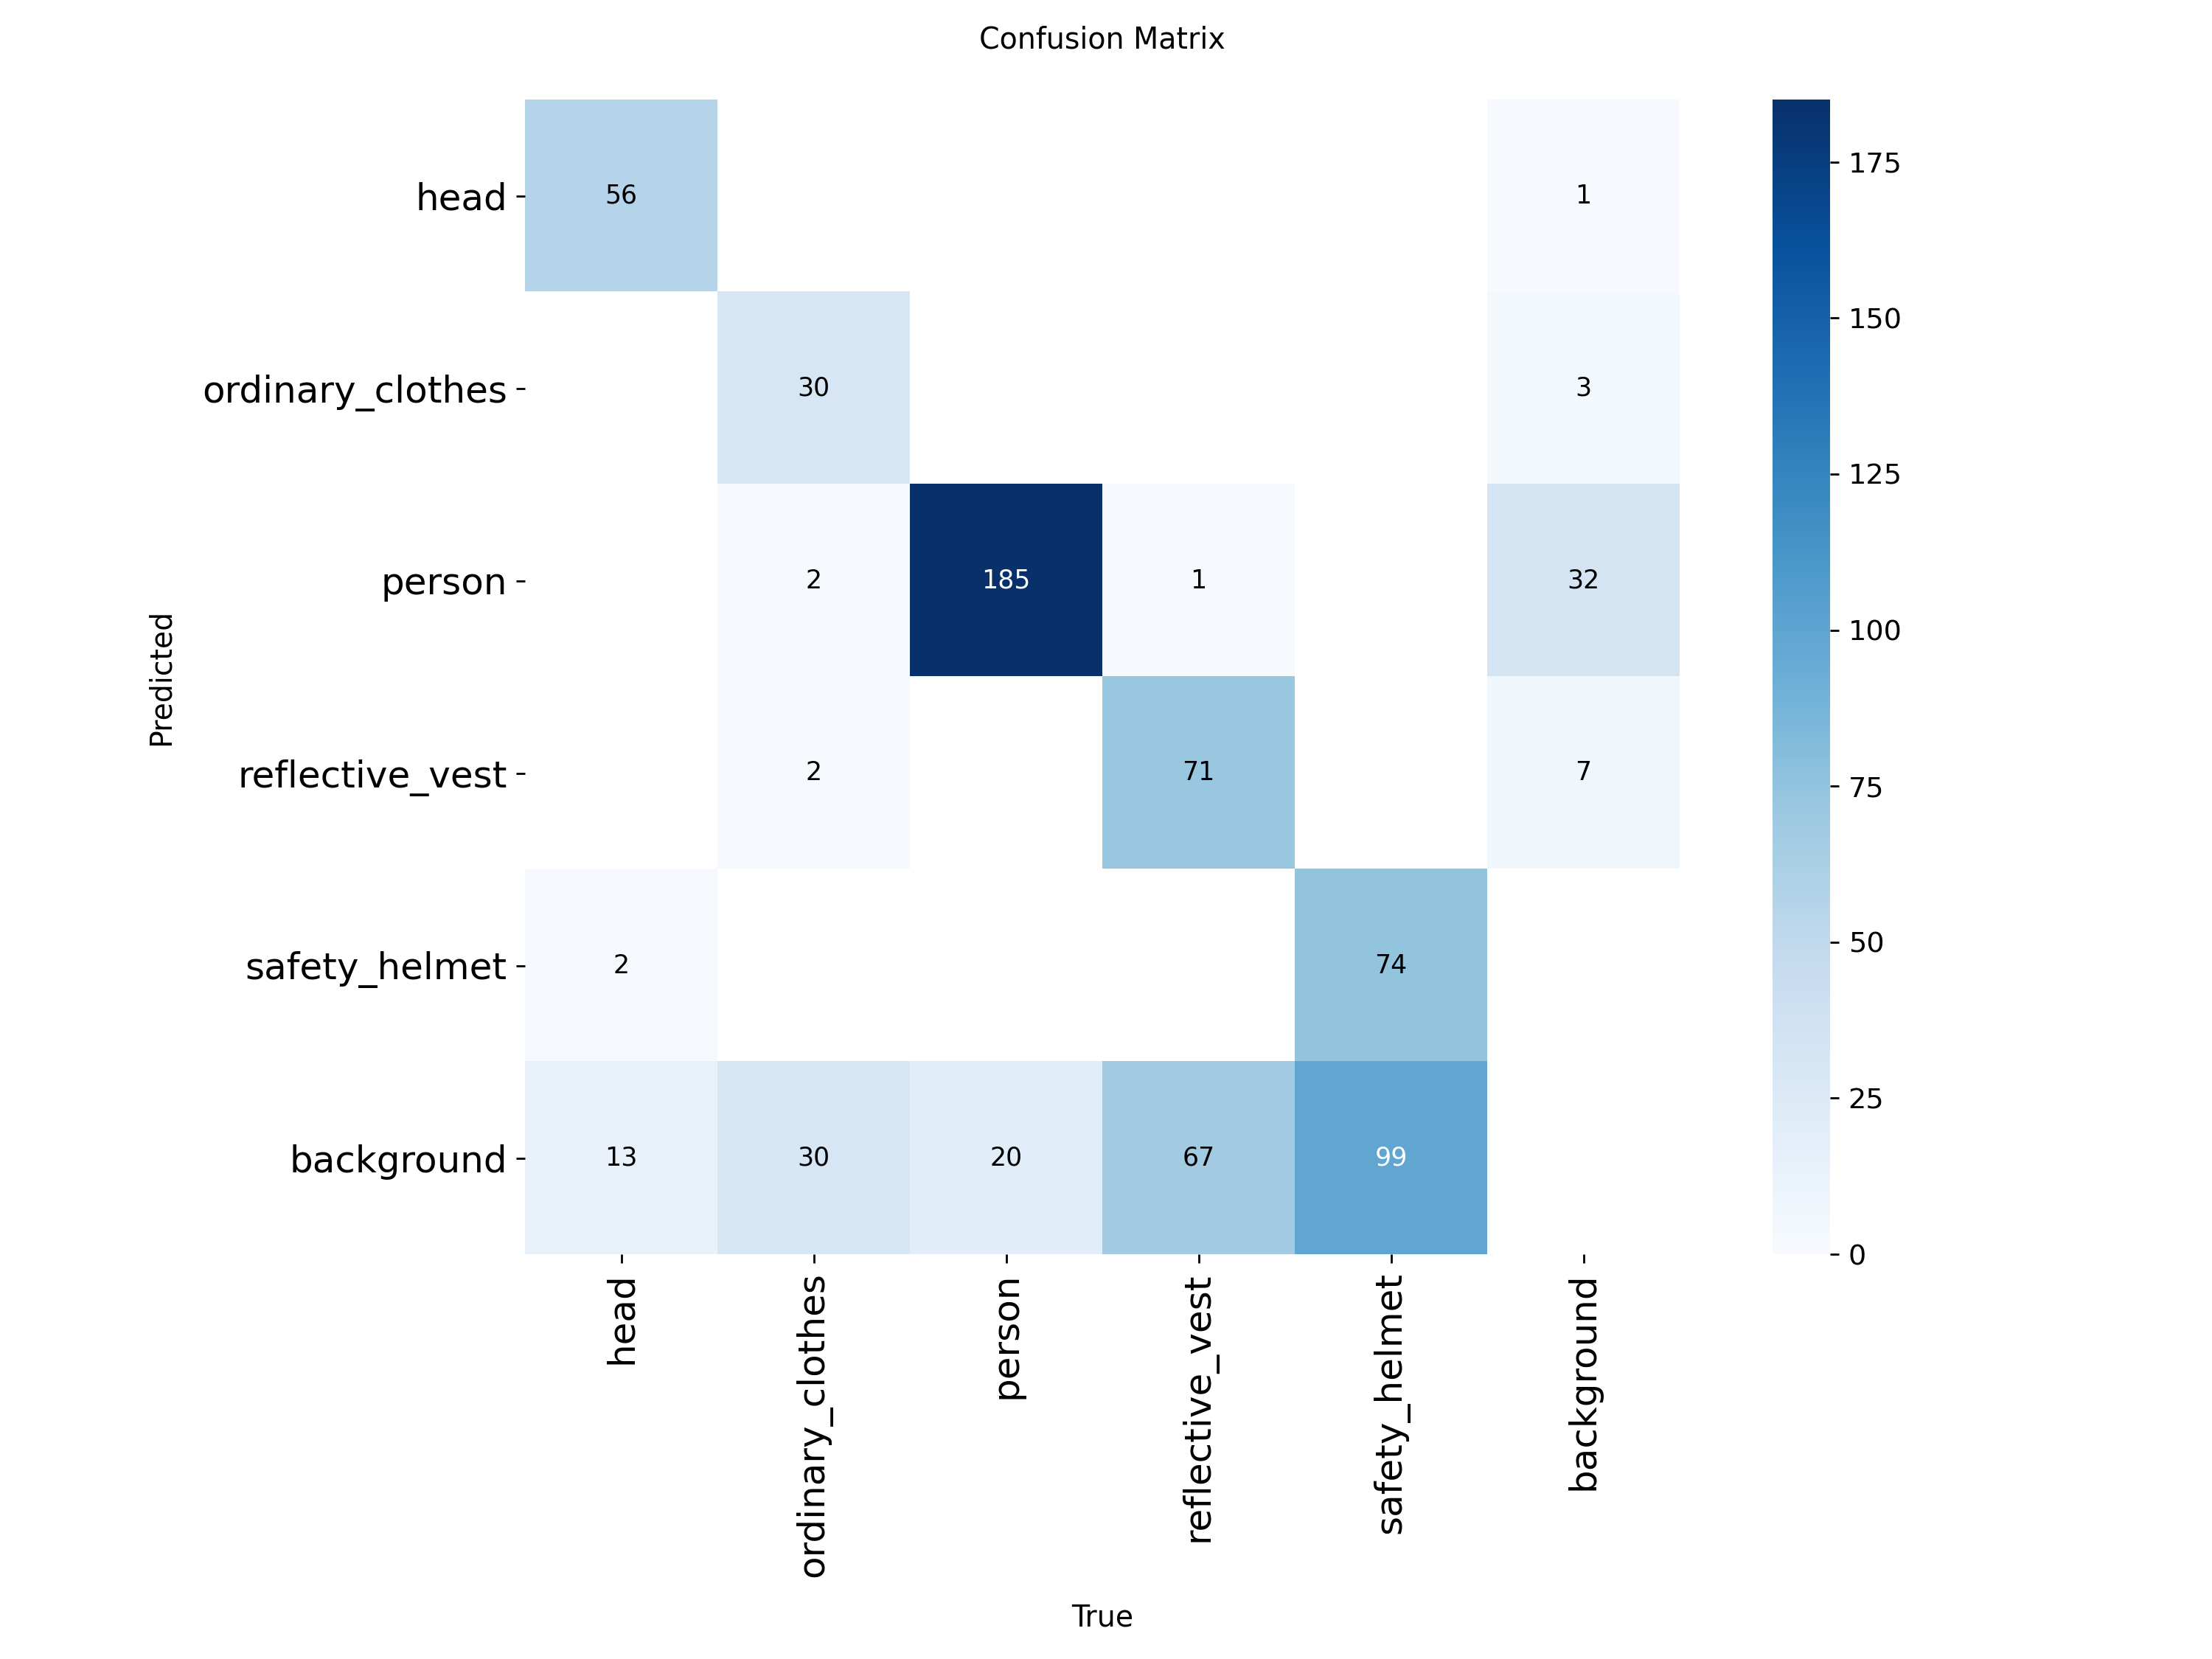 Confusion Matrix
head
56
1
175
ordinary_clothes
30
3
150
125
person
2
185
1
32
100
Predicted
reflective_vest
2
71
7
75
safety_helmet
2
74
50
background
13
30
20
67
99
25
0
head
ordinary_clothes
person
reflective_vest
safety_helmet
background
True